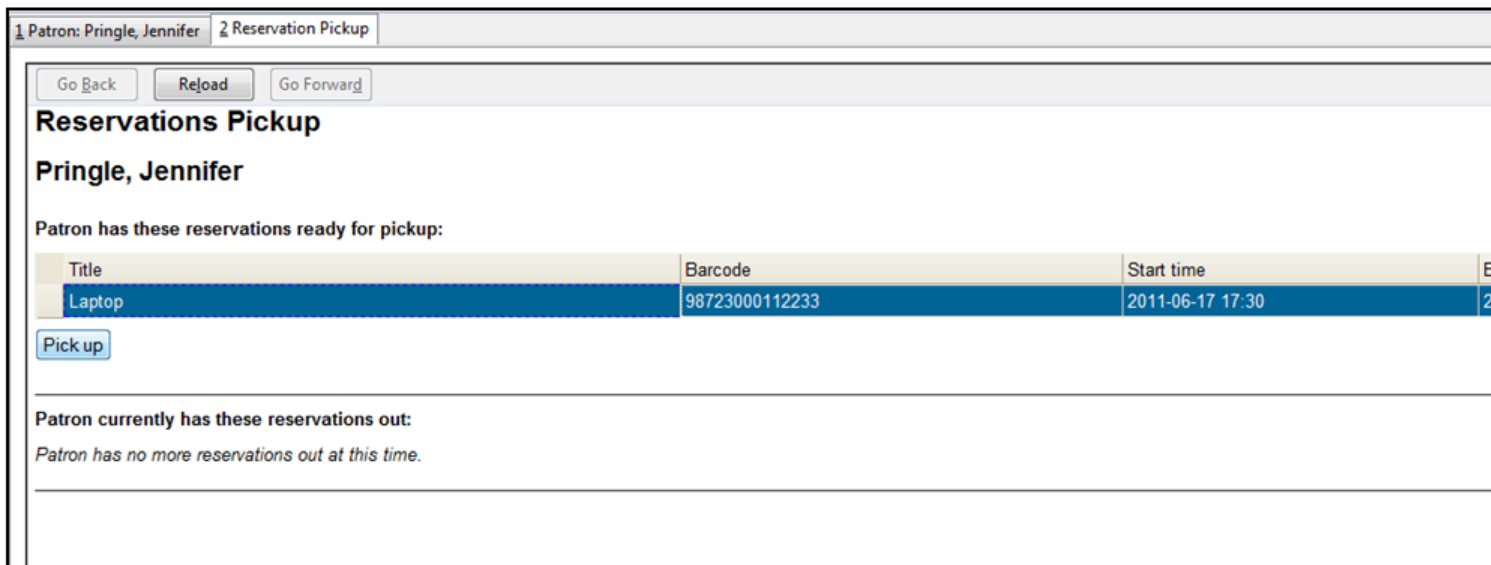 1 Patron: Pringle, Jennifer 2 Reservation Pickup
Go Back Reload Go Forward
Reservations Pickup
Pringle, Jennifer
Patron has these reservations ready for pickup:
Title Barcode Start time E
Laptop 98723000112233 2011-06-17 17:30 2
Pick up
Patron currently has these reservations out:
Patron has no more reservations out at this time.